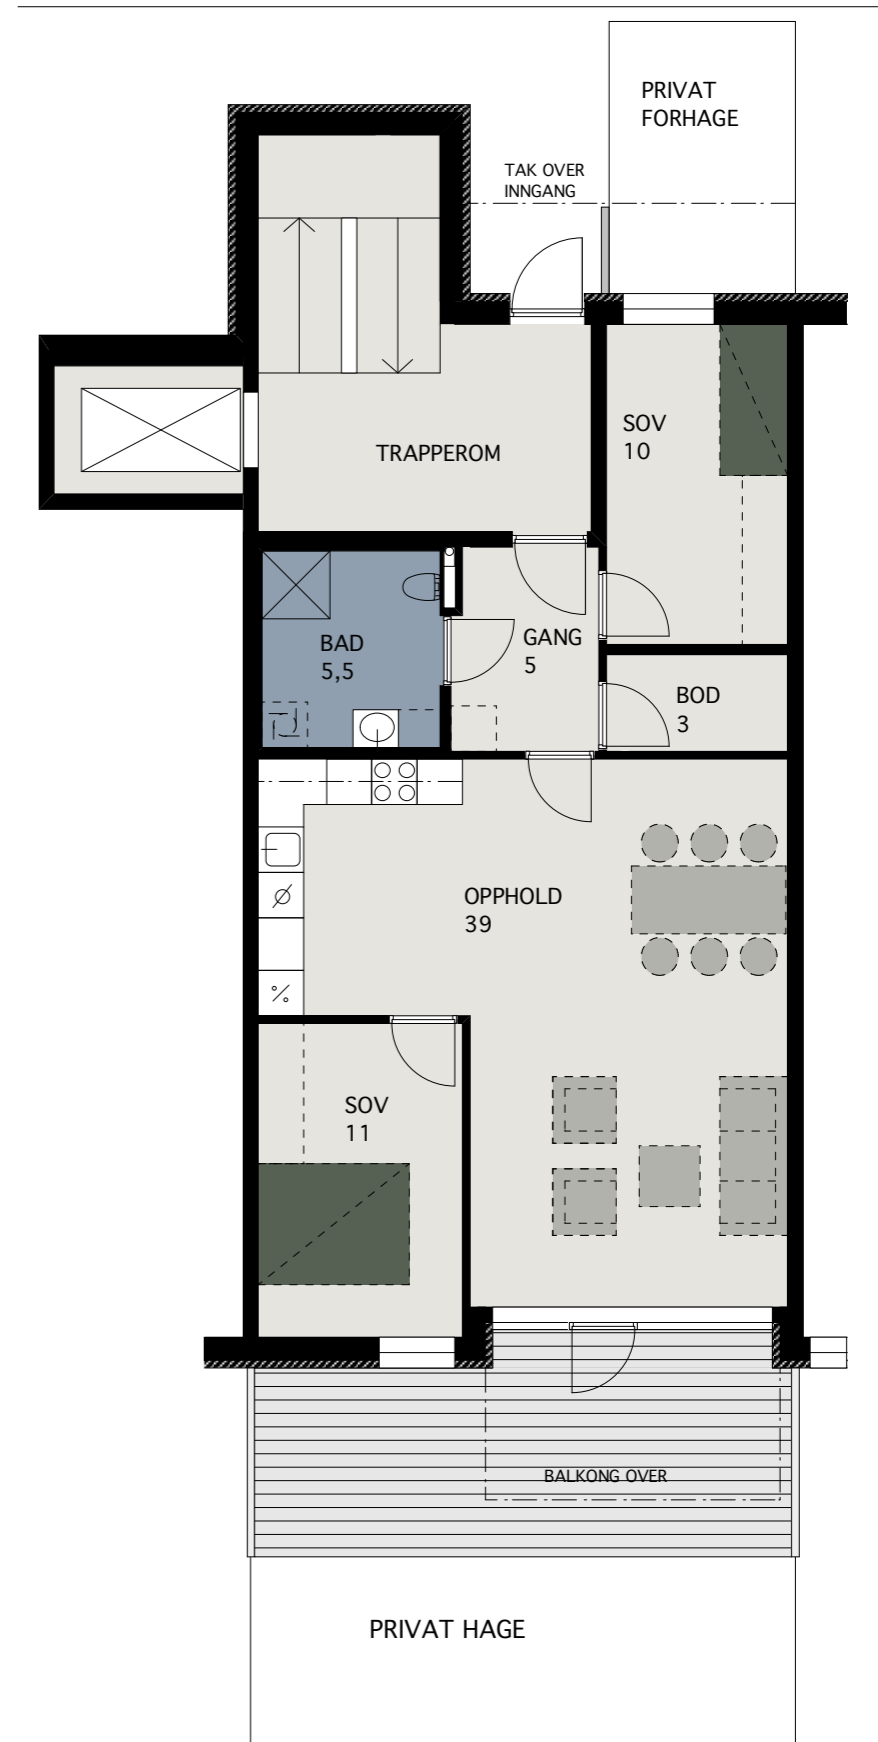 PRIVAT
FORHAGE
TAK OVER
INNGANG
SOV
10
TRAPPEROM
BAD
5,5
GANG
5
BOD
3
OPPHOLD
39
%
SOV
11
BALKONG OVER
PRIVAT HAGE